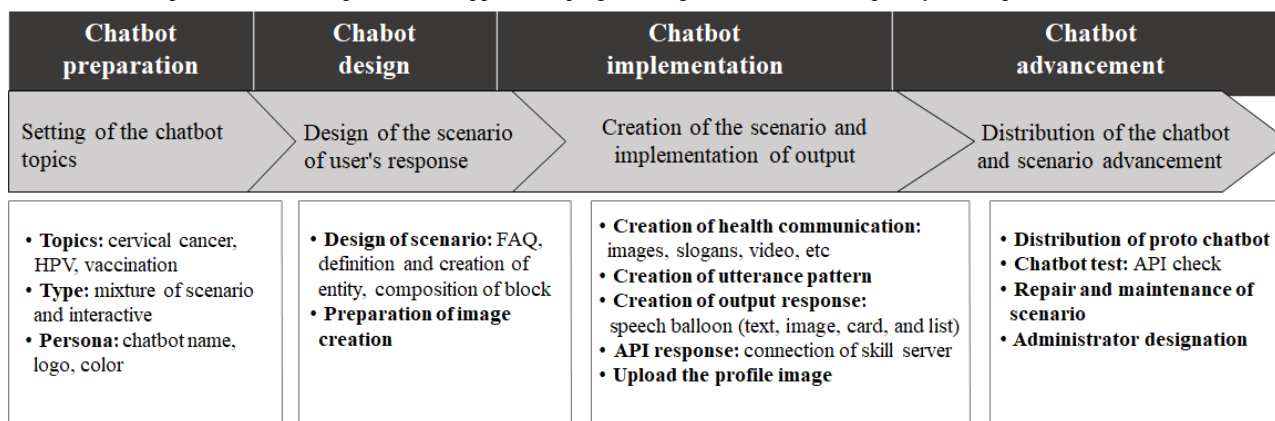 Chatbot
preparation
Chabot
design
Chatbot
implementation
Chatbot
advancement
Setting of the chatbot
topics
Design of the scenario
of user's response
Creation of the scenario and
implementation of output
Distribution of the chatbot
and scenario advancement
• Topics: cervical cancer,
HPV, vaccination
• Type: mixture of scenario
and interactive
• Persona: chatbot name,
logo, color
• Design of scenario: FAQ,
definition and creation of
entity, composition of block
• Preparation of image
creation
• Creation of health communication:
images, slogans, video, etc
• Creation of utterance pattern
• Creation of output response:
speech balloon (text, image, card, and list)
• API response: connection of skill server
• Upload the profile image
• Distribution of proto chatbot
• Chatbot test: API check
• Repair and maintenance of
scenario
• Administrator designation